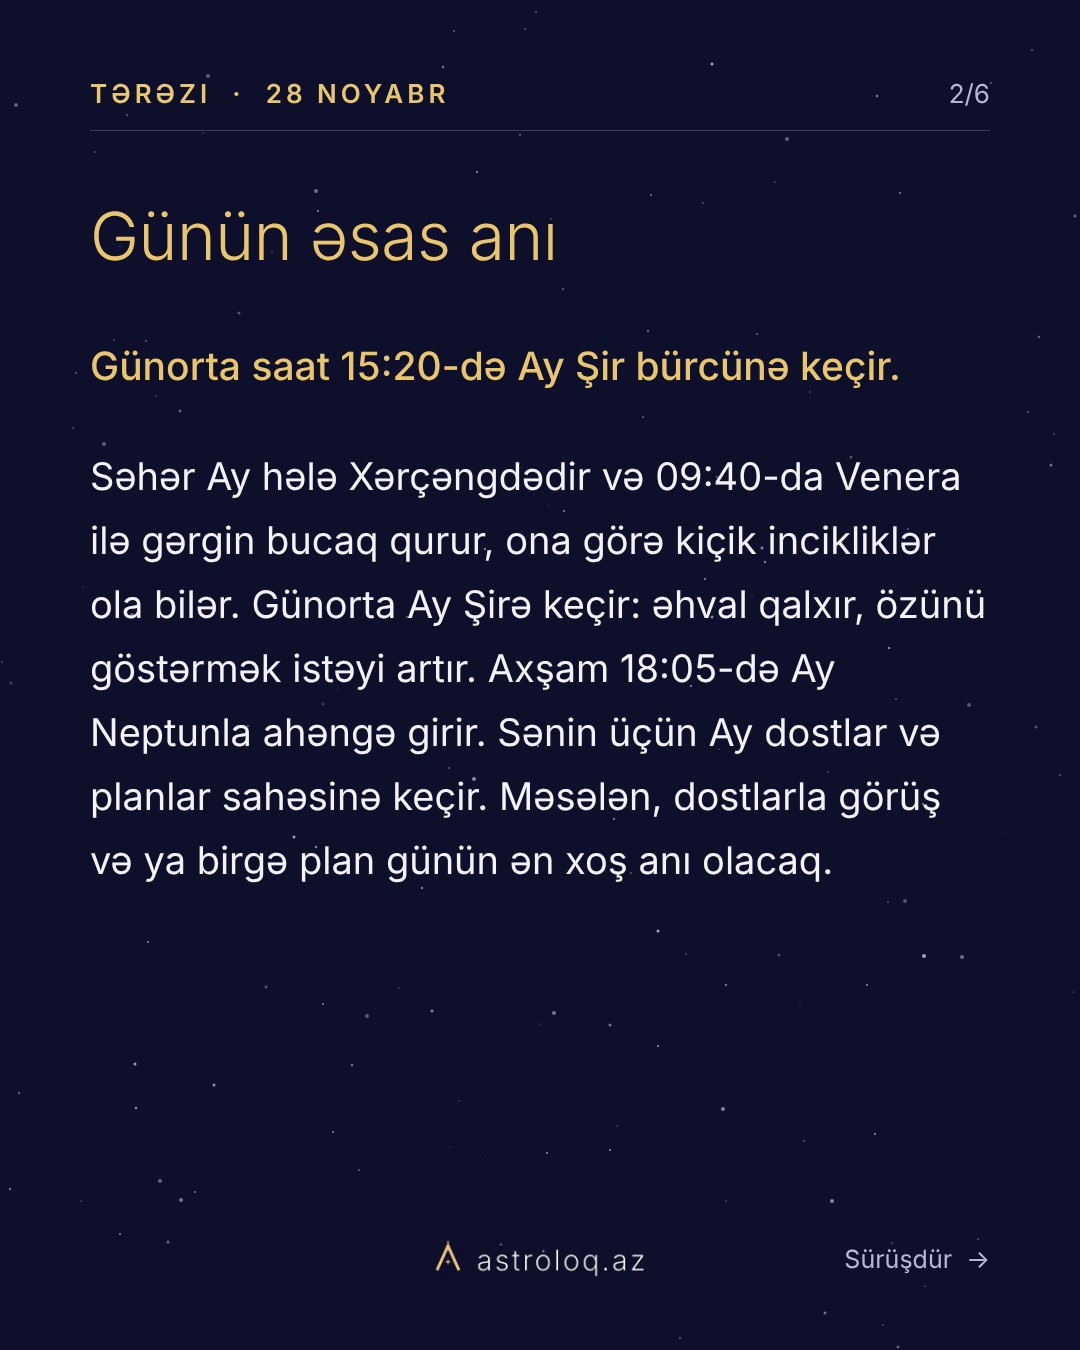 TƏRƏZI · 28 NOYABR
2/6
Günün əsas anı
Günorta saat 15:20-də Ay Şir bürcünə keçir.
Səhər Ay hələ Xərçəngdədir və 09:40-da Venera
ilə gərgin bucaq qurur, ona görə kiçik inciklik​lər
ola bilər. Günorta Ay Şirə keçir: əhval qalxır, özünü
göstərmək istəyi artır. Axşam 18:05-də Ay
Neptunla ahəngə girir. Sənin üçün Ay dostlar və
planlar sahəsinə keçir. Məsələn, dostlarla görüş
və ya birgə plan günün ən xoş anı olacaq.
astroloq.az
Sürüşdür →